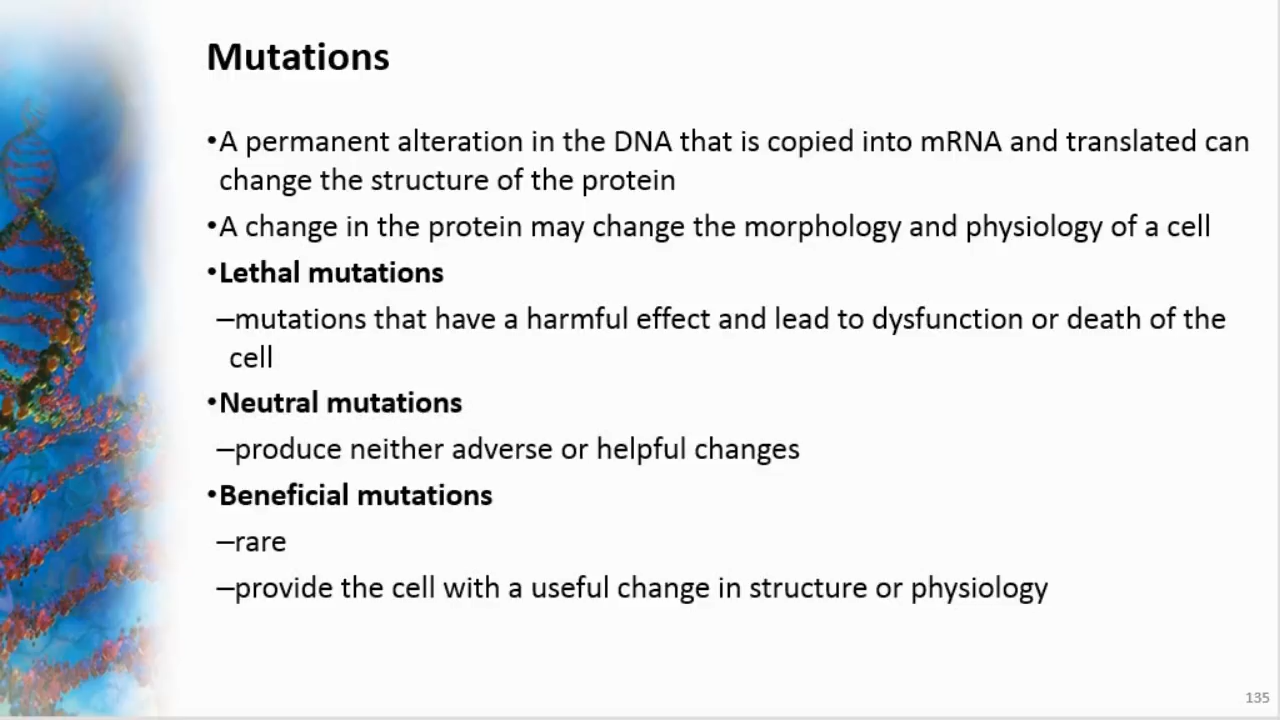 Mutations
•A permanent alteration in the DNA that is copied into mRNA and translated can
change the structure of the protein
•A change in the protein may change the morphology and physiology of a cell
•Lethal mutations
–mutations that have a harmful effect and lead to dysfunction or death of the
cell
•Neutral mutations
–produce neither adverse or helpful changes
•Beneficial mutations
–rare
–provide the cell with a useful change in structure or physiology
135